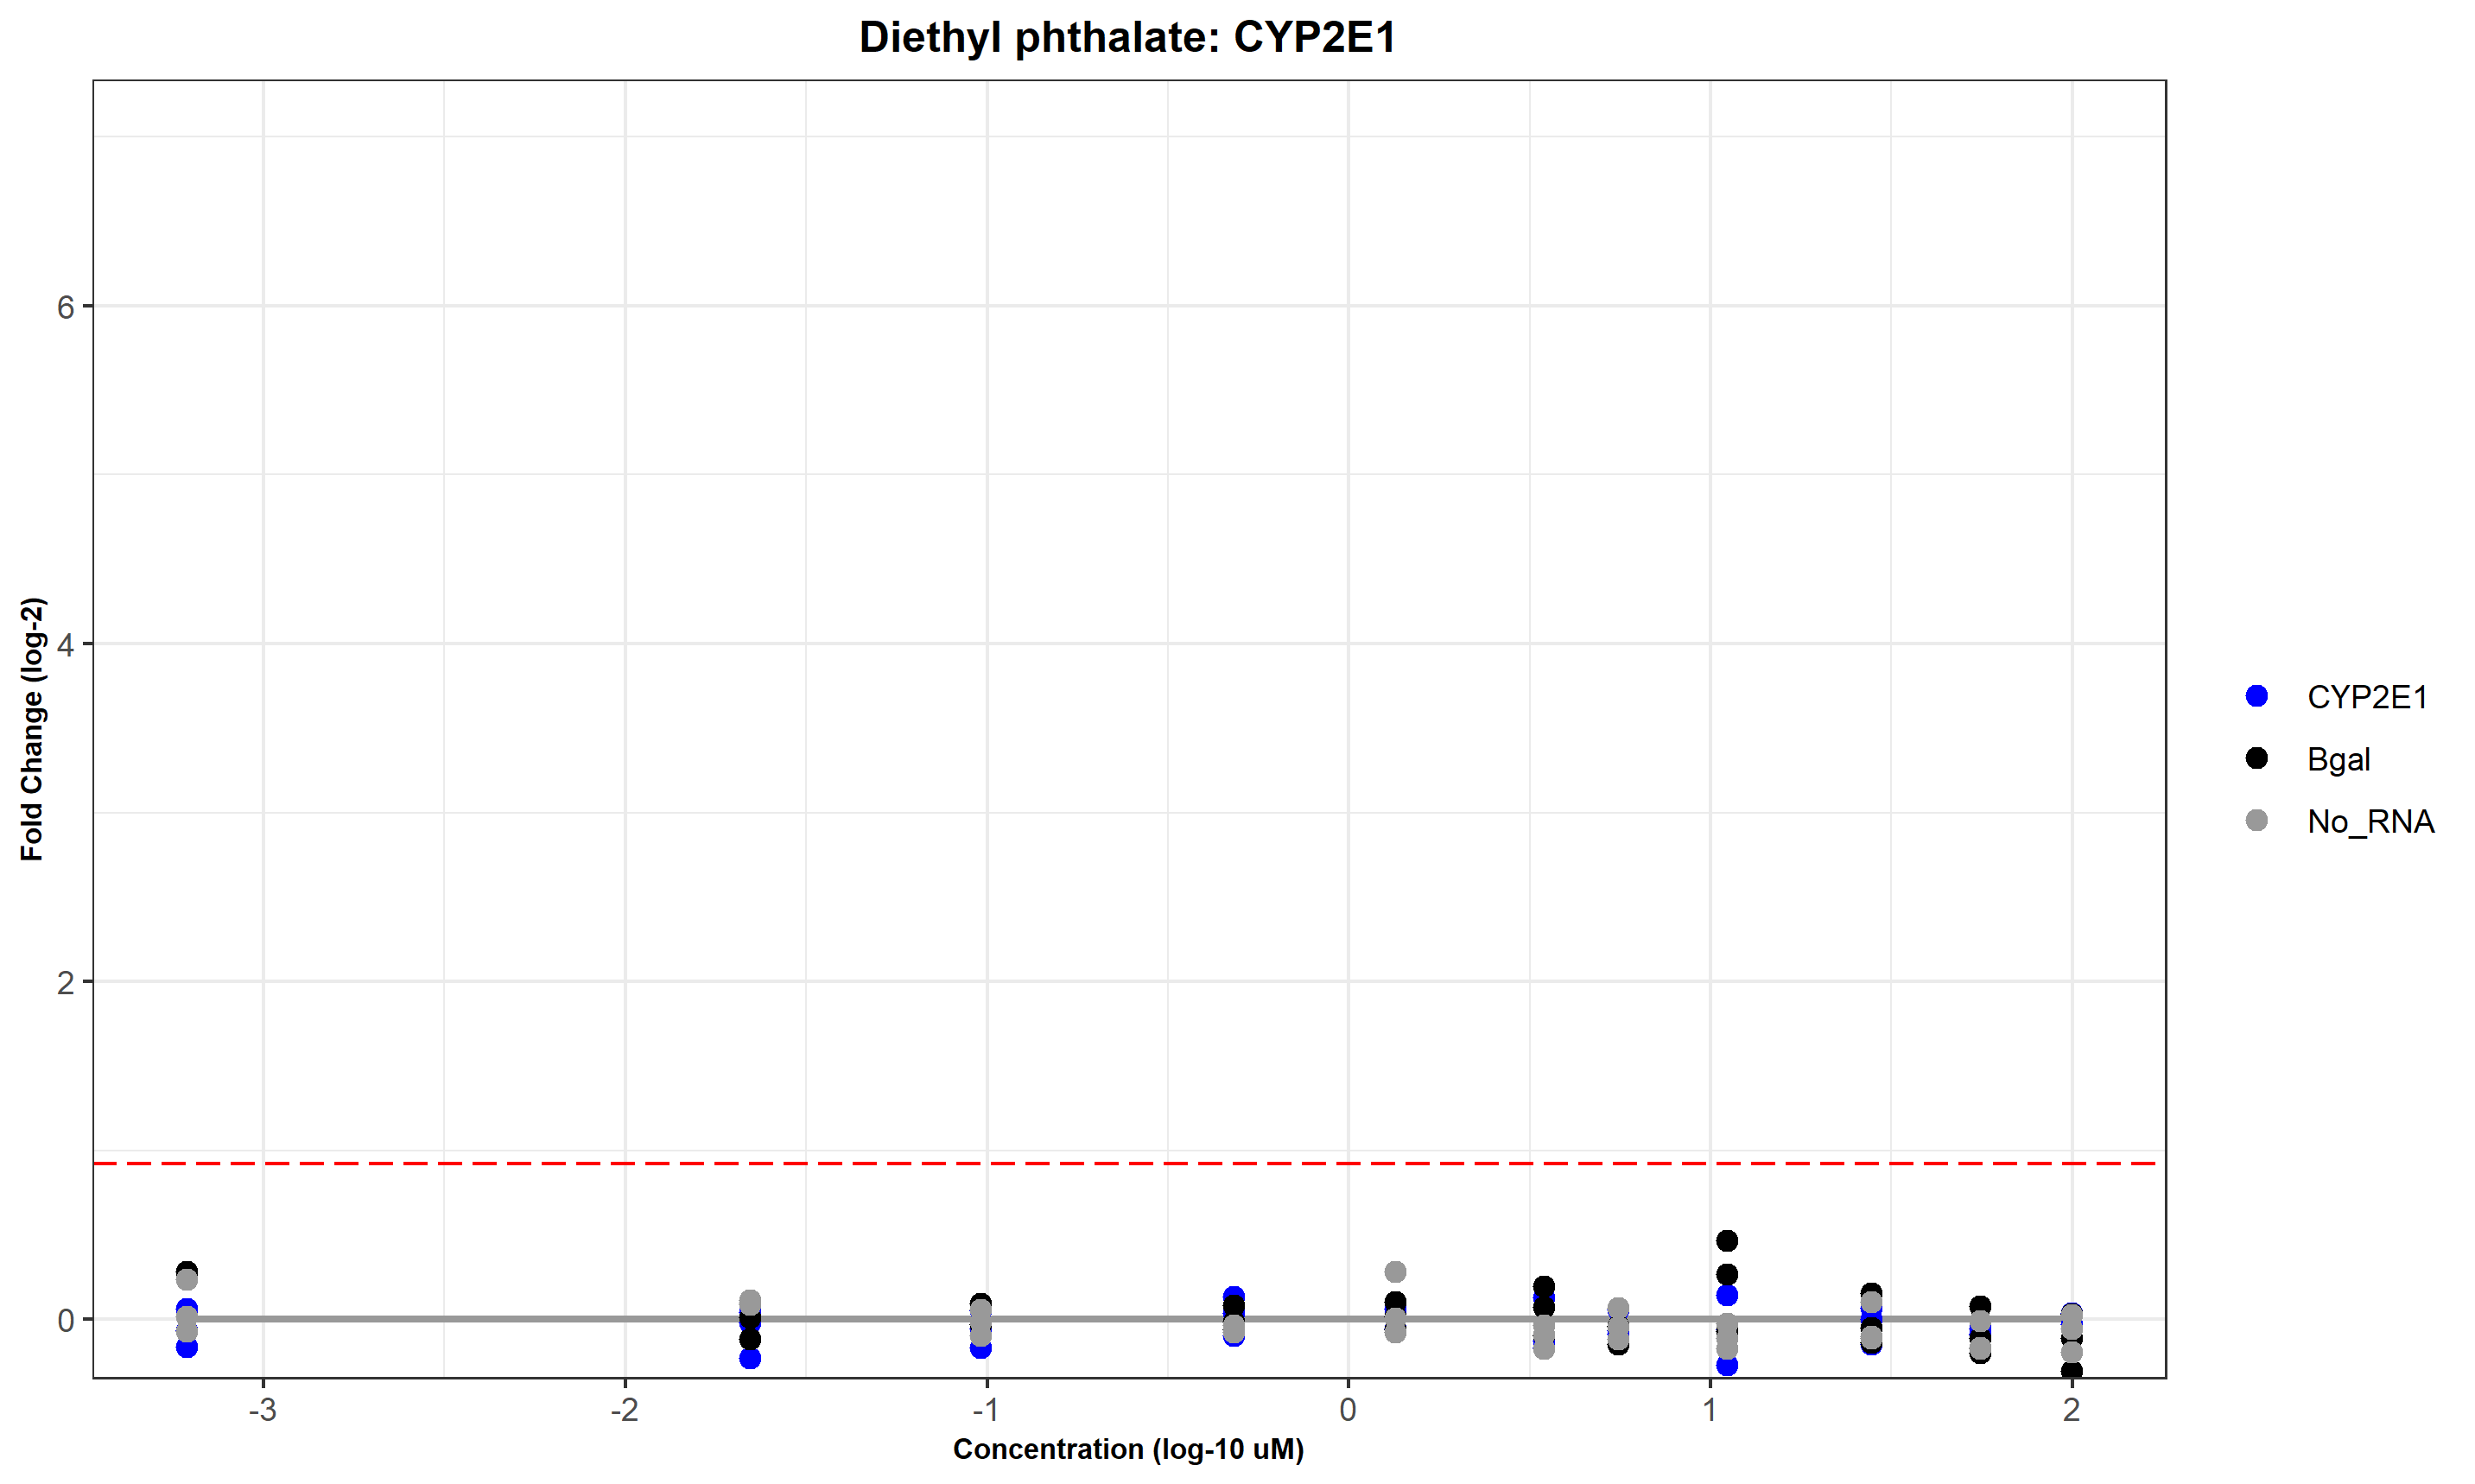 Diethyl phthalate: CYP2E1
Fold Change (log-2)
6
4
2
0
-3
-2
-1
0
1
2
Concentration (log-10 uM)
CYP2E1
Bgal
No_RNA